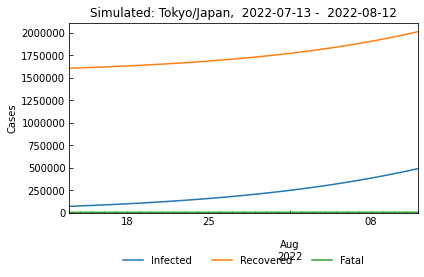 Simulated: Tokyo/Japan,  2022-07-13 -  2022-08-12
2000000
1750000
1500000
1250000
1000000
750000
500000
250000
0
Cases
18
25
08
Aug
2022
Infected
Recovered
Fatal